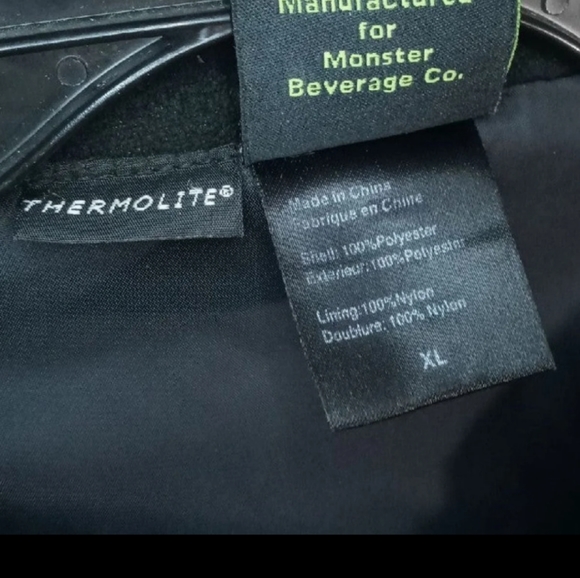 Manufactured
for
Monster
Beverage Co.
THERMOLITE®
Made in China
Fabrique en Chine
Shell: 100%Polyester
Exterieur:100%Polyester
Lining:100%Nylon
Doublure: 100% Nylon
XL